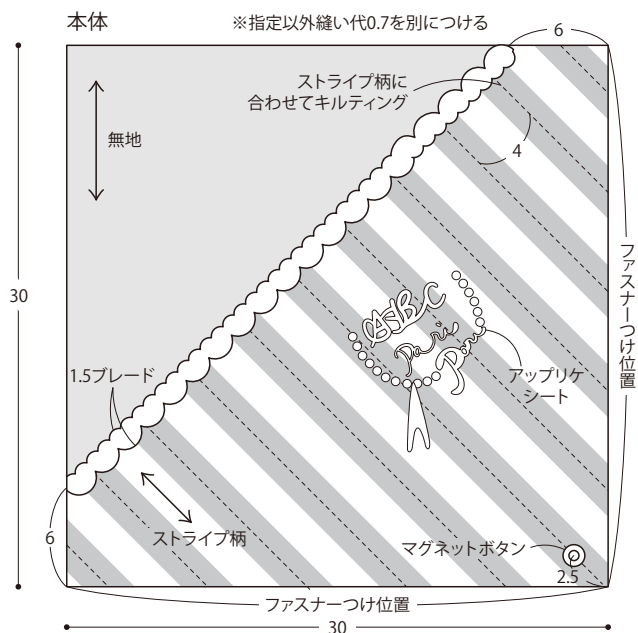 本体
※指定以外縫い代0.7を別につける
6
ストライプ柄に
合わせてキルティング
無地
4
30
ファスナーつけ位置
1.5ブレード
アップリケ
シート
ストライプ柄
マグネットボタン
6
2.5
ファスナーつけ位置
30